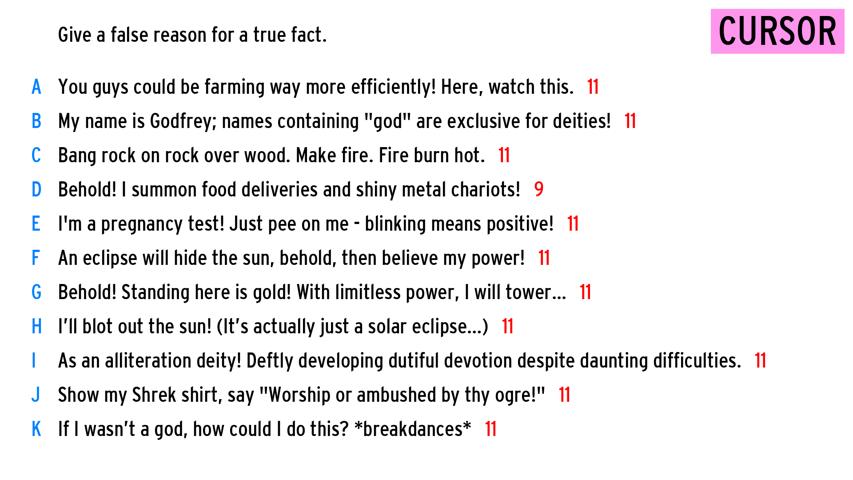 Give a false reason for a true fact.
CURSOR
A You guys could be farming way more efficiently! Here, watch this. 11
B My name is Godfrey; names containing "god" are exclusive for deities! 11
C Bang rock on rock over wood. Make fire. Fire burn hot. 11
D Behold! I summon food deliveries and shiny metal chariots! 9
E I'm a pregnancy test! Just pee on me - blinking means positive! 11
F An eclipse will hide the sun, behold, then believe my power! 11
G Behold! Standing here is gold! With limitless power, I will tower... 11
H I’ll blot out the sun! (It’s actually just a solar eclipse...) 11
I As an alliteration deity! Deftly developing dutiful devotion despite daunting difficulties. 11
J Show my Shrek shirt, say "Worship or ambushed by thy ogre!" 11
K If I wasn’t a god, how could I do this? *breakdances* 11